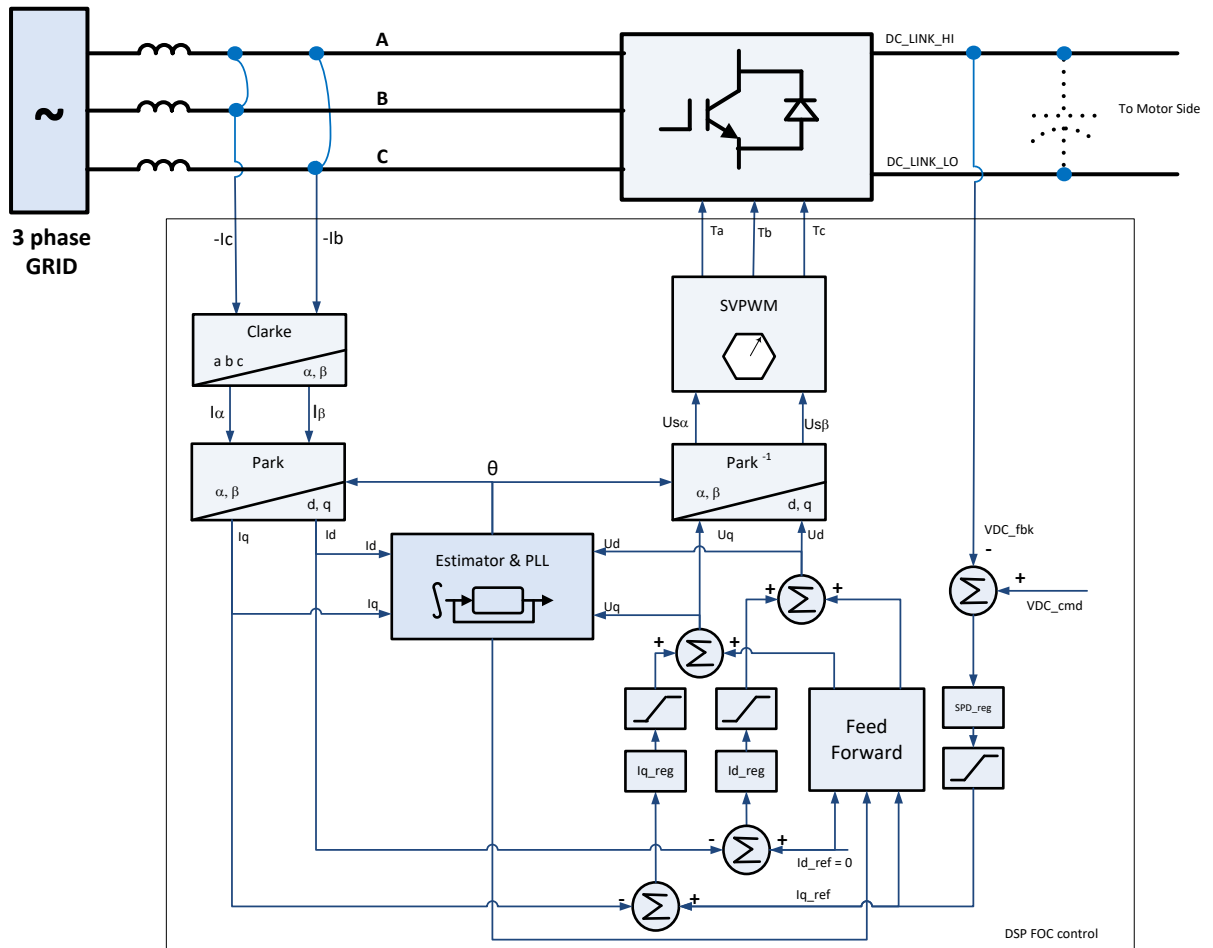 A
DC_LINK_HI
~
B
To Motor Side
C
DC_LINK_LO
3 phase
GRID
-Ic
-Ib
Ta
Tb
Tc
SVPWM
Clarke
a b c
α, β
Iα
Iβ
Usα
Usβ
Park
α, β
d, q
θ
Park -1
α, β
d, q
Iq
Id
Id
Iq
Estimator & PLL
Ud
Uq
Uq
Ud
VDC_fbk
-
Σ
+
VDC_cmd
+
Σ
+
+
Σ
+
SPD_reg
Feed
Forward
Iq_reg
Id_reg
-
Σ
+
Id_ref = 0
-
Σ
+
Iq_ref
DSP FOC control